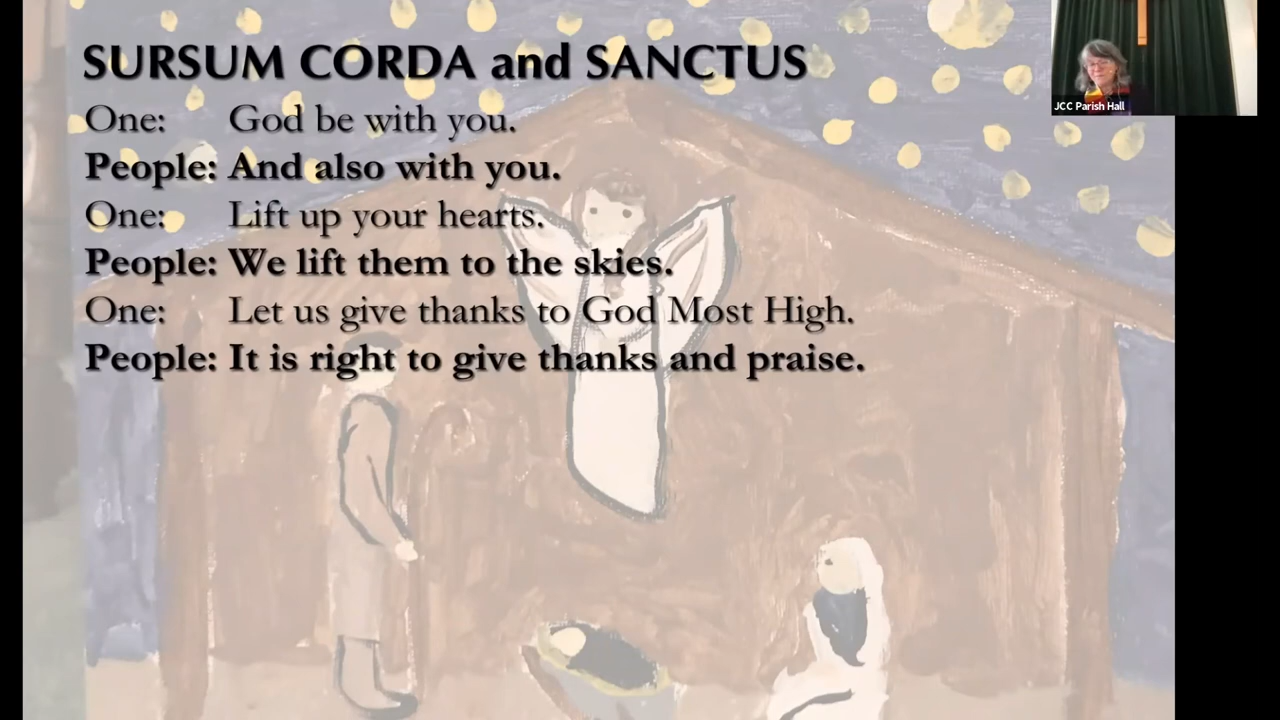 SURSUM CORDA and SANCTUS
One: God be with you.
People: And also with you.
One: Lift up your hearts.
People: We lift them to the skies.
One: Let us give thanks to God Most High.
People: It is right to give thanks and praise.
JCC Parish Hall